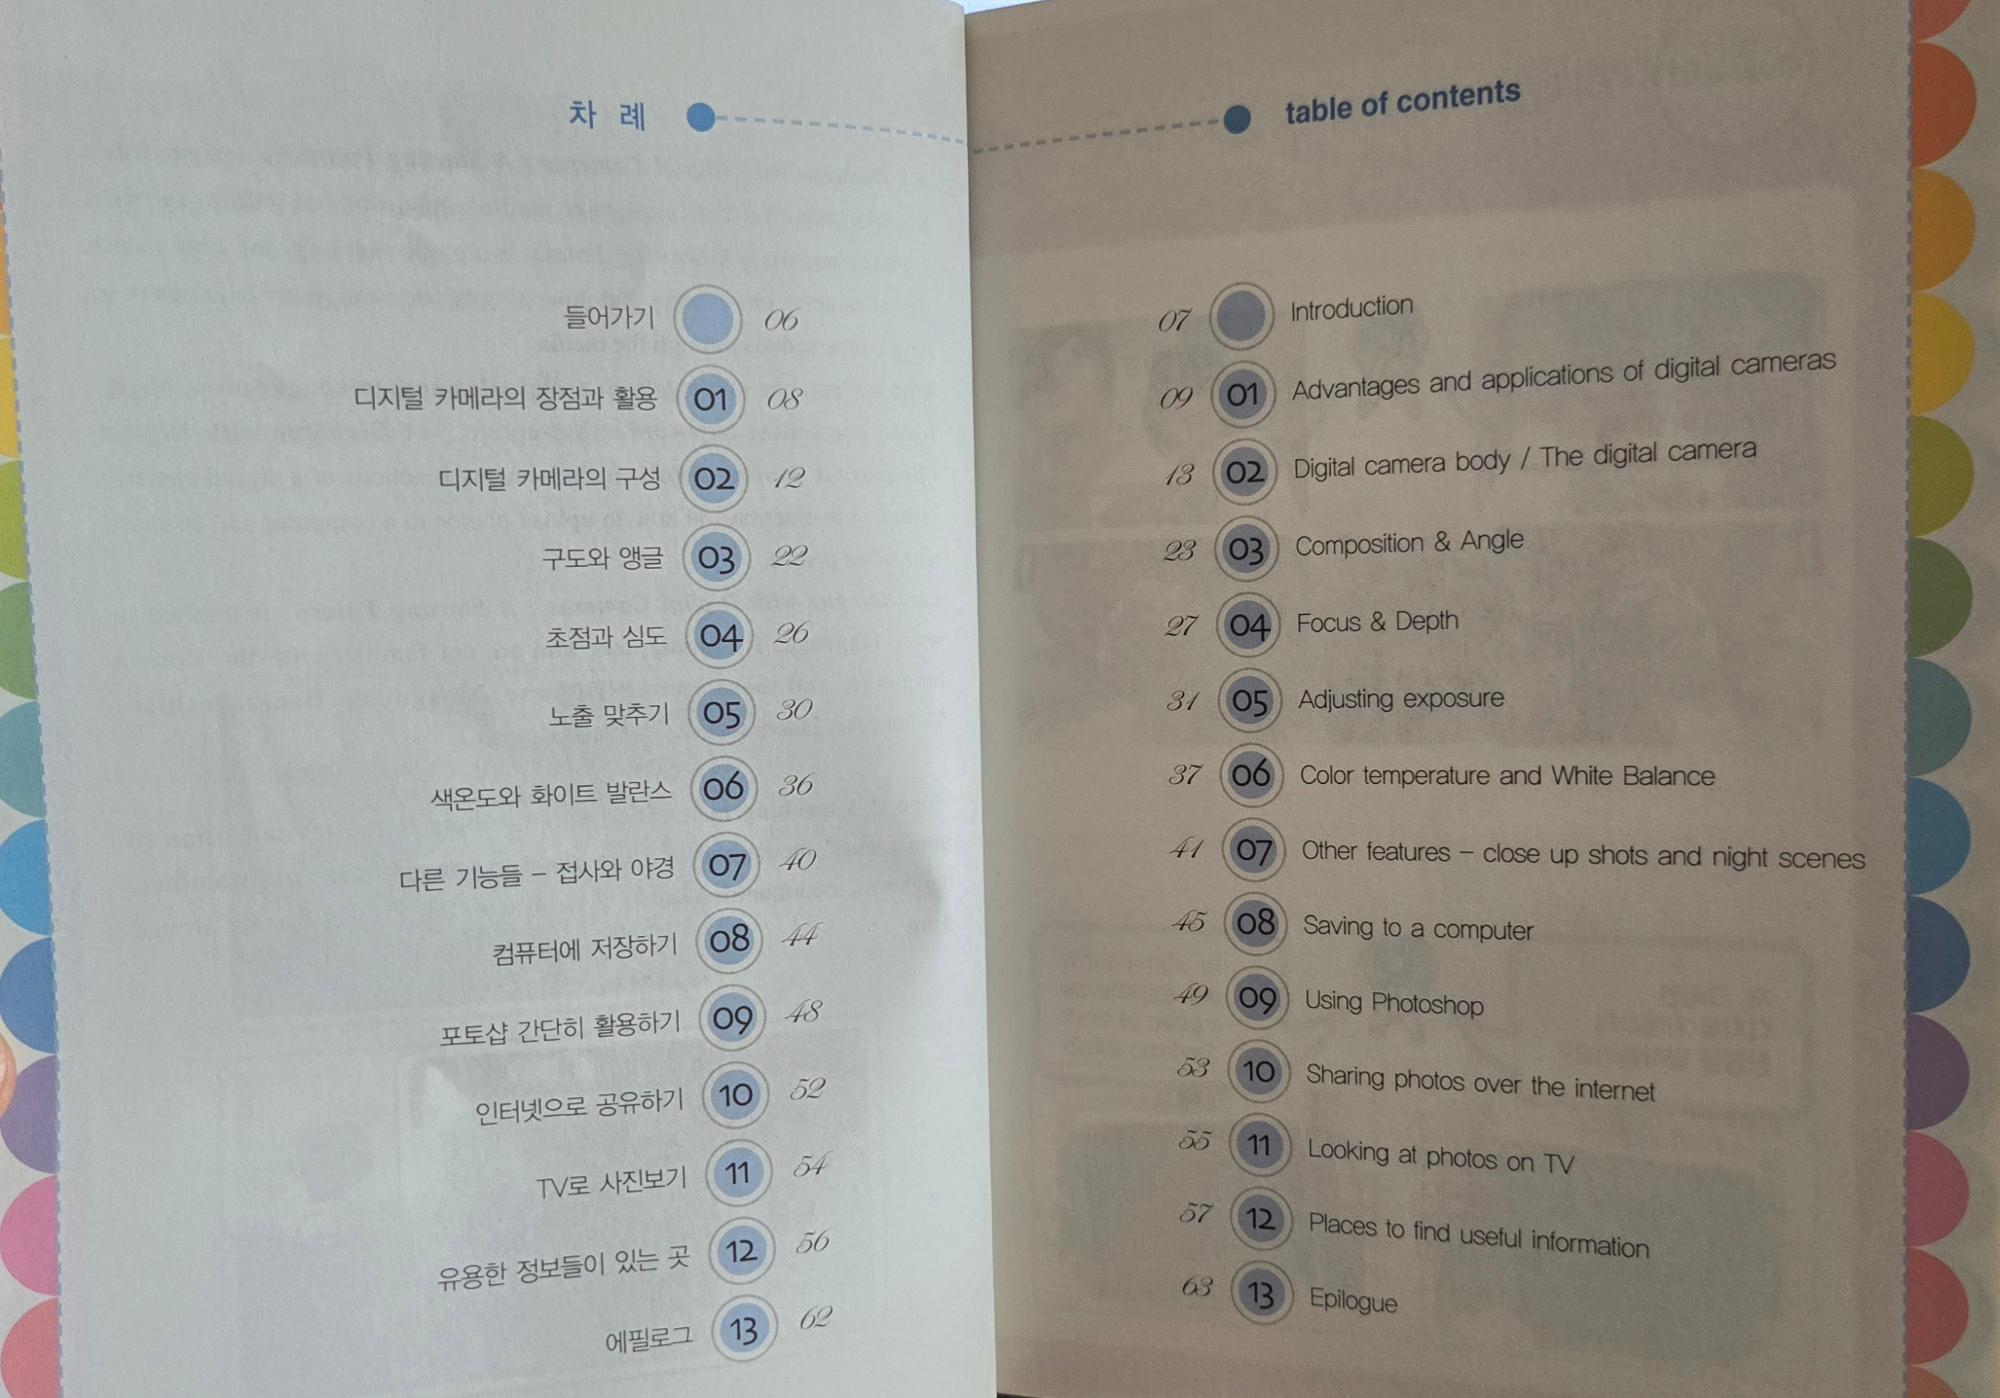 차 례
들어가기 06
디지털 카메라의 장점과 활용 01 08
디지털 카메라의 구성 02 12
구도와 앵글 03 22
초점과 심도 04 26
노출 맞추기 05 30
색온도와 화이트 발란스 06 36
다른 기능들 – 접사와 야경 07 40
컴퓨터에 저장하기 08 44
포토샵 간단히 활용하기 09 48
인터넷으로 공유하기 10 52
TV로 사진보기 11 54
유용한 정보들이 있는 곳 12 56
에필로그 13 62
table of contents
07 Introduction
09 01 Advantages and applications of digital cameras
13 02 Digital camera body / The digital camera
23 03 Composition & Angle
27 04 Focus & Depth
31 05 Adjusting exposure
37 06 Color temperature and White Balance
41 07 Other features – close up shots and night scenes
45 08 Saving to a computer
49 09 Using Photoshop
53 10 Sharing photos over the internet
55 11 Looking at photos on TV
57 12 Places to find useful information
63 13 Epilogue